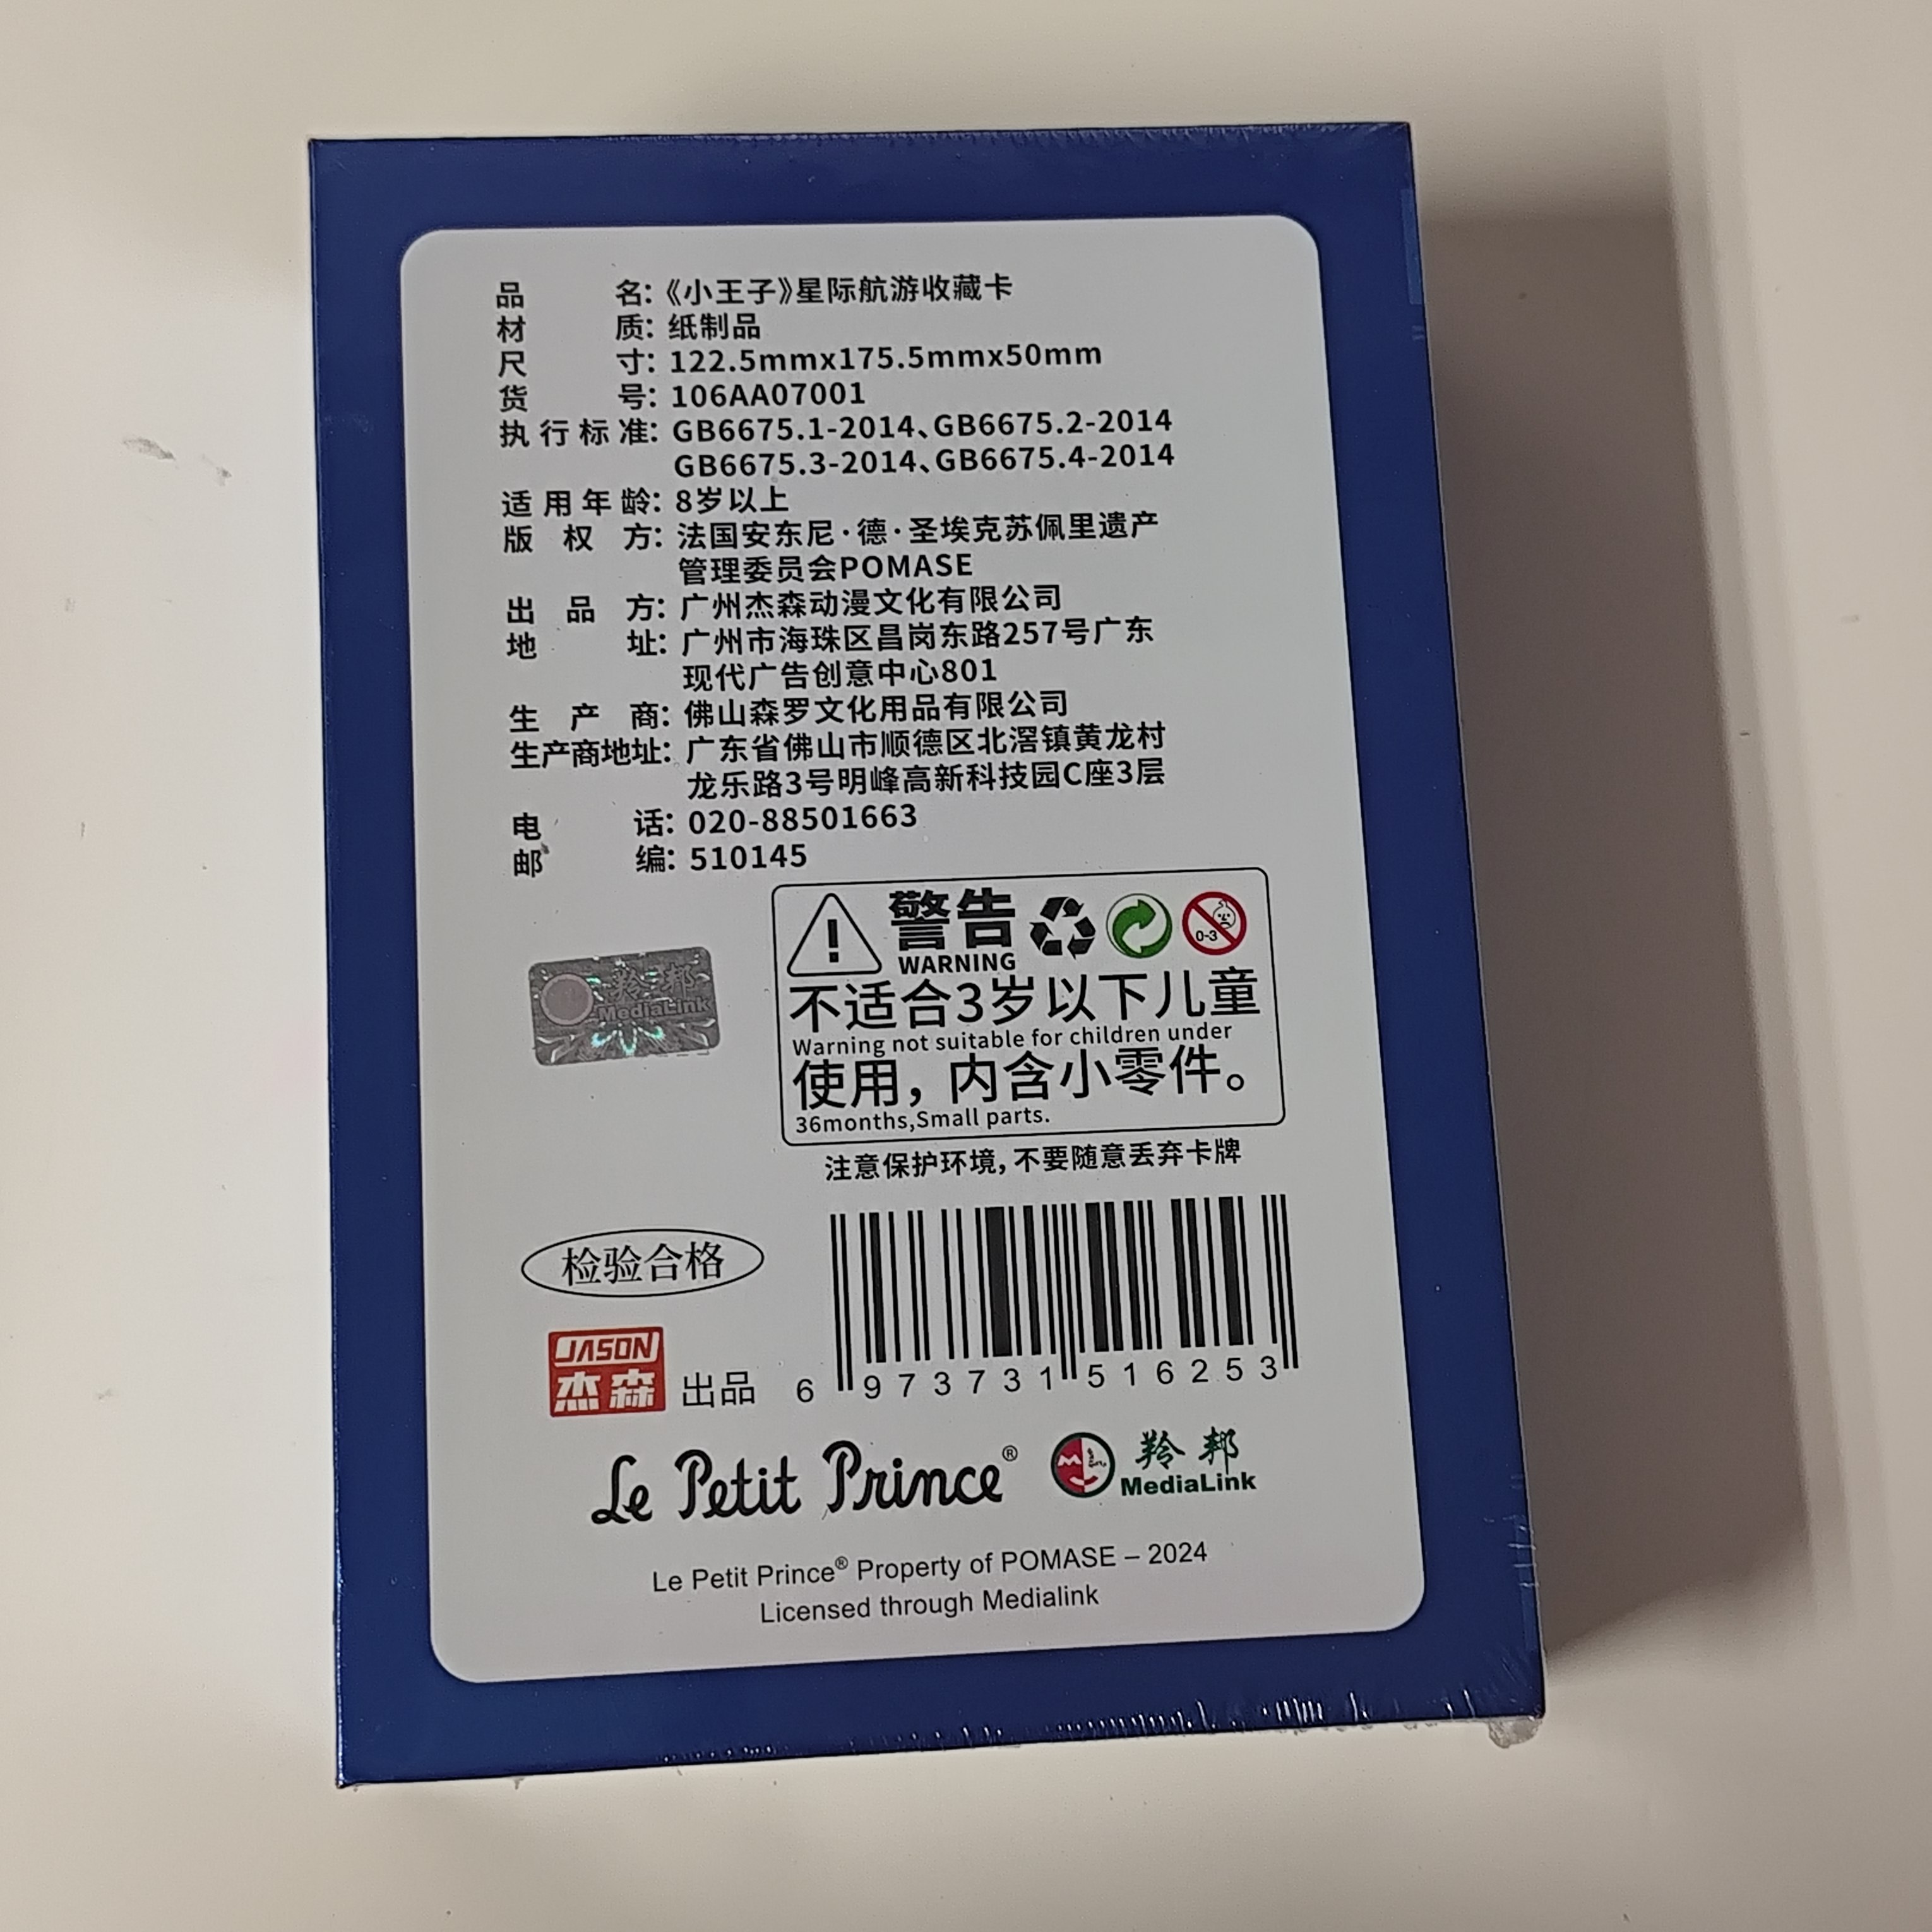 品名：《小王子》星际航游收藏卡
材质：纸制品
尺寸：122.5mmx175.5mmx50mm
货号：106AA07001
执行标准：GB6675.1-2014、GB6675.2-2014
GB6675.3-2014、GB6675.4-2014
适用年龄：8岁以上
版权方：法国安东尼·德·圣埃克苏佩里遗产
管理委员会POMASE
出品方：广州杰森动漫文化有限公司
地址：广州市海珠区昌岗东路257号广东
现代广告创意中心801
生产商：佛山森罗文化用品有限公司
生产商地址：广东省佛山市顺德区北滘镇黄龙村
龙乐路3号明峰高新科技园C座3层
电话：020-88501663
邮编：510145
警告
WARNING
0-3
不适合3岁以下儿童
Warning not suitable for children under
使用，内含小零件。
36months,Small parts.
羚邦
MediaLink
注意保护环境，不要随意丢弃卡牌
检验合格
JASON
杰森
出品
6 973731 516253
Le Petit Prince®
羚邦
MediaLink
Le Petit Prince® Property of POMASE – 2024
Licensed through Medialink